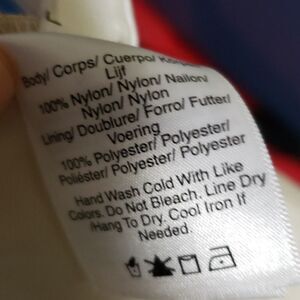 Body/ Corps/ Cuerpo/
Lijf
100% Nylon/ Nylon/ Nailon/
Nylon/ Nylon
Lining/ Doublure/ Forro/ Futter/
Voering
100% Polyester/ Polyester/
Poliéster/ Polyester/ Polyester
Hand Wash Cold With Like
Colors. Do Not Bleach. Line Dry
/Hang To Dry. Cool Iron If
Needed.